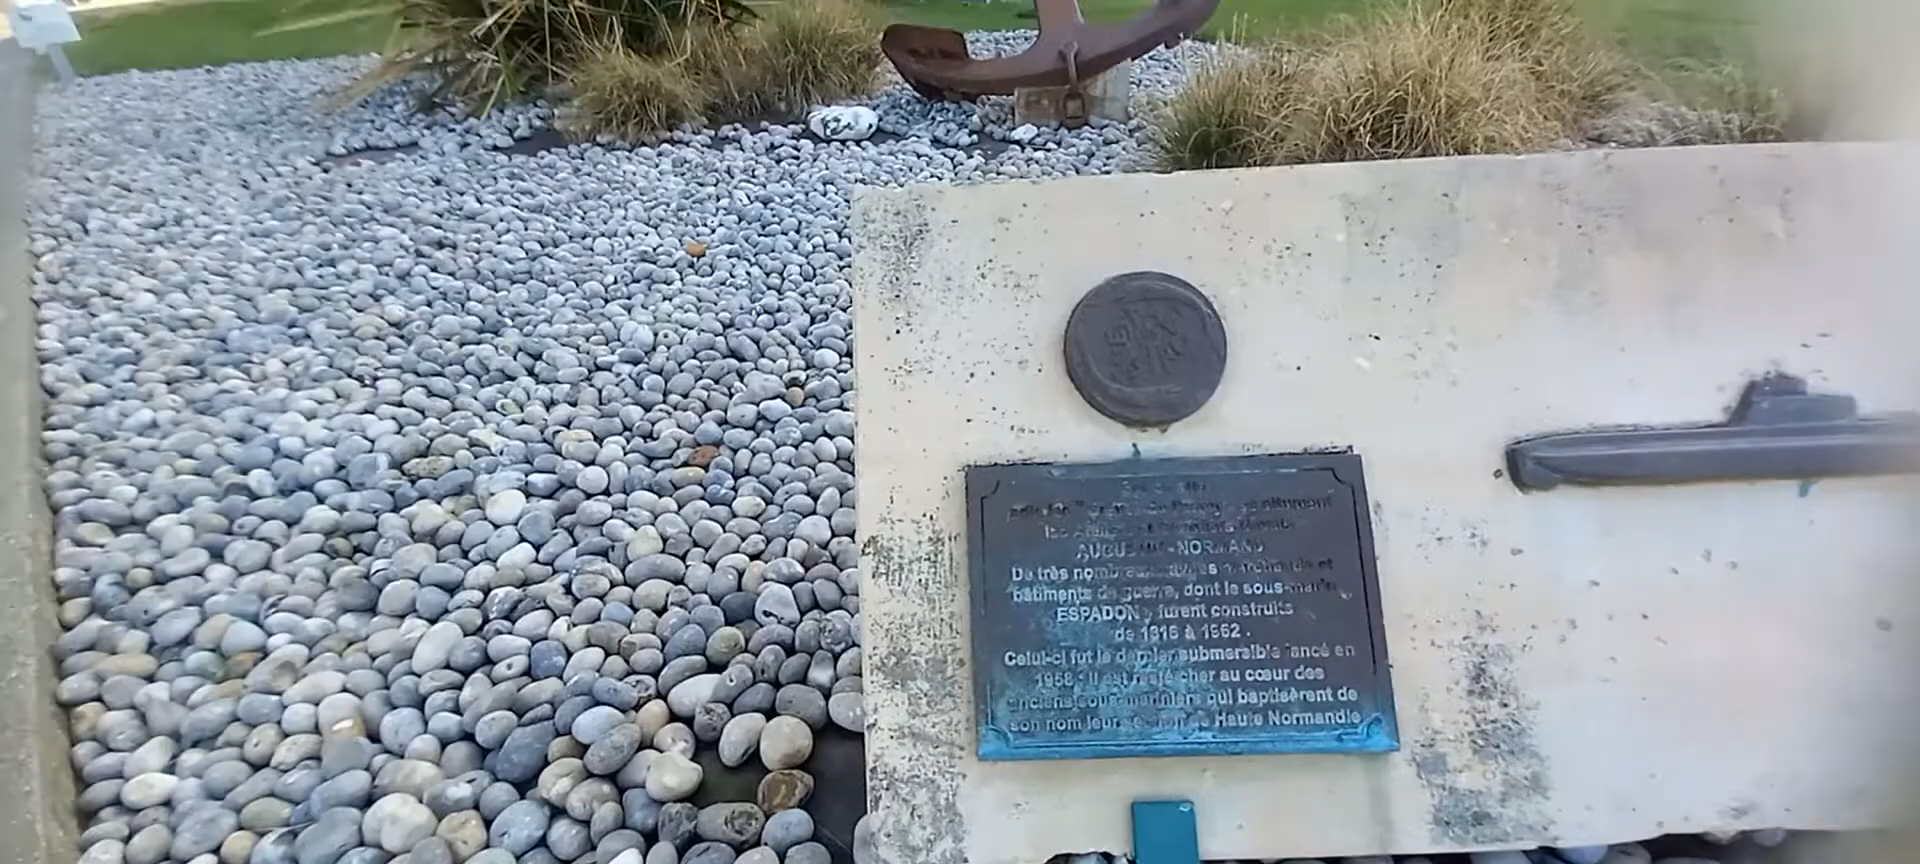 AUGUSTIN-NORMAND
De très nombreux navires marchands et
bâtiments de guerre, dont le sous-marin
ESPADON, furent construits
de 1816 à 1962.
Celui-ci fut le dernier submersible lancé en
1958 - il est resté cher au cœur des
anciens sous-mariniers qui baptisèrent de
son nom leur section de Haute Normandie